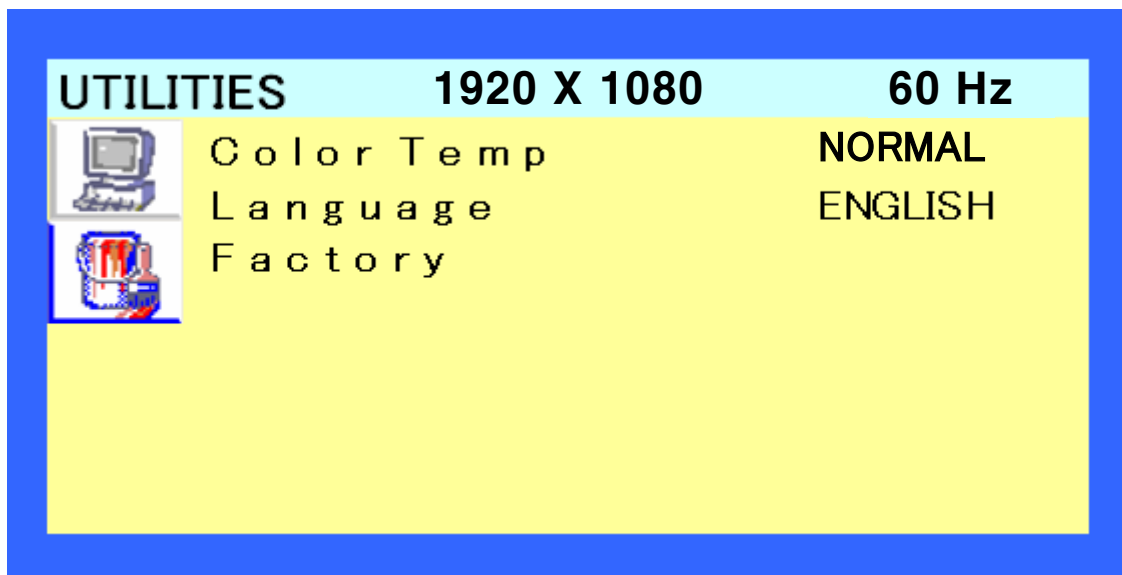 UTILITIES 1920 X 1080 60 Hz
Color Temp NORMAL
Language ENGLISH
Factory